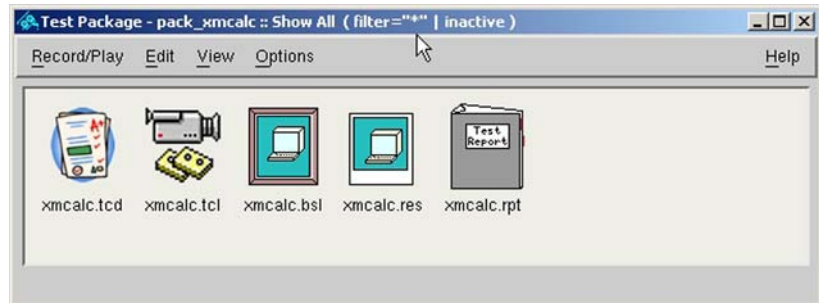 Test Package - pack_xmcalc :: Show All ( filter="*" | inactive )
Record/Play Edit View Options Help
Test Report
xmcalc.tcd xmcalc.tcl xmcalc.bsl xmcalc.res xmcalc.rpt